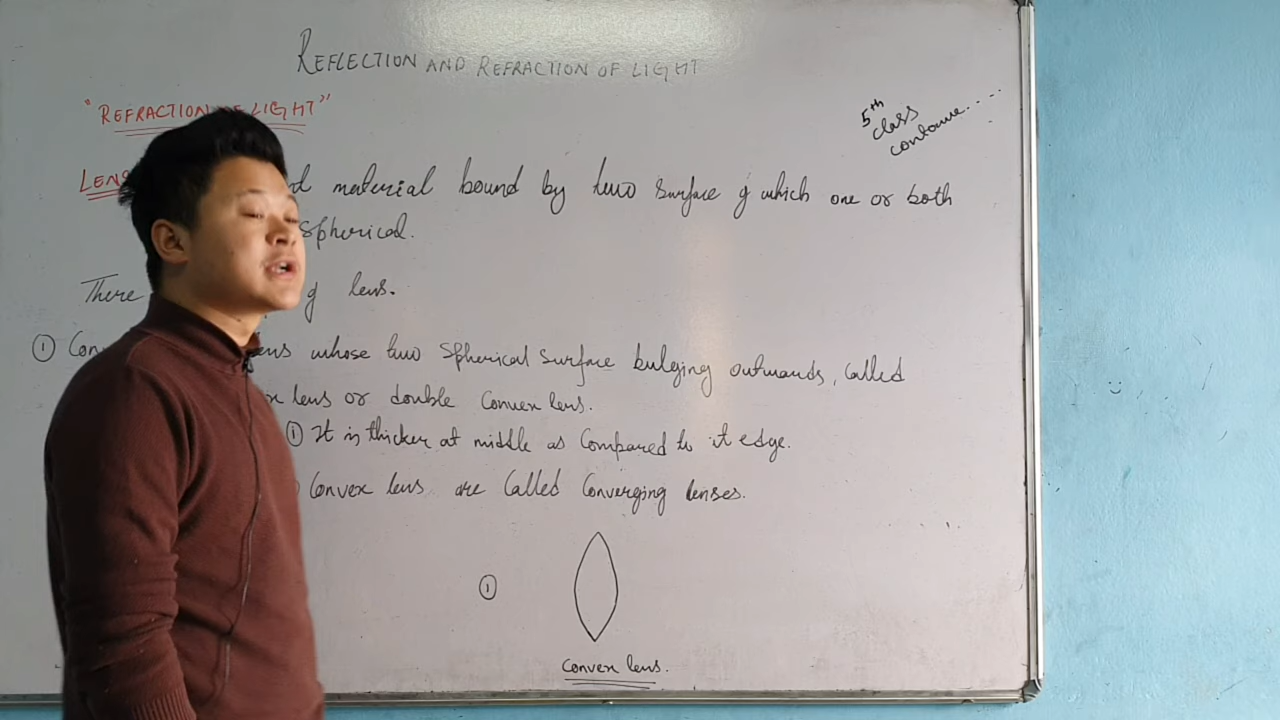 REFLECTION AND REFRACTION OF LIGHT
"REFRACTION OF LIGHT"
5th
class
LENS material bound by two surface of which one or both
spherical.
There of lens.
① Con lens whose two spherical surface bulging outwards, called
lens or double convex lens.
① It is thicker at middle as compared to it edge.
Convex lens are called Converging lenses.
①
Convex lens.